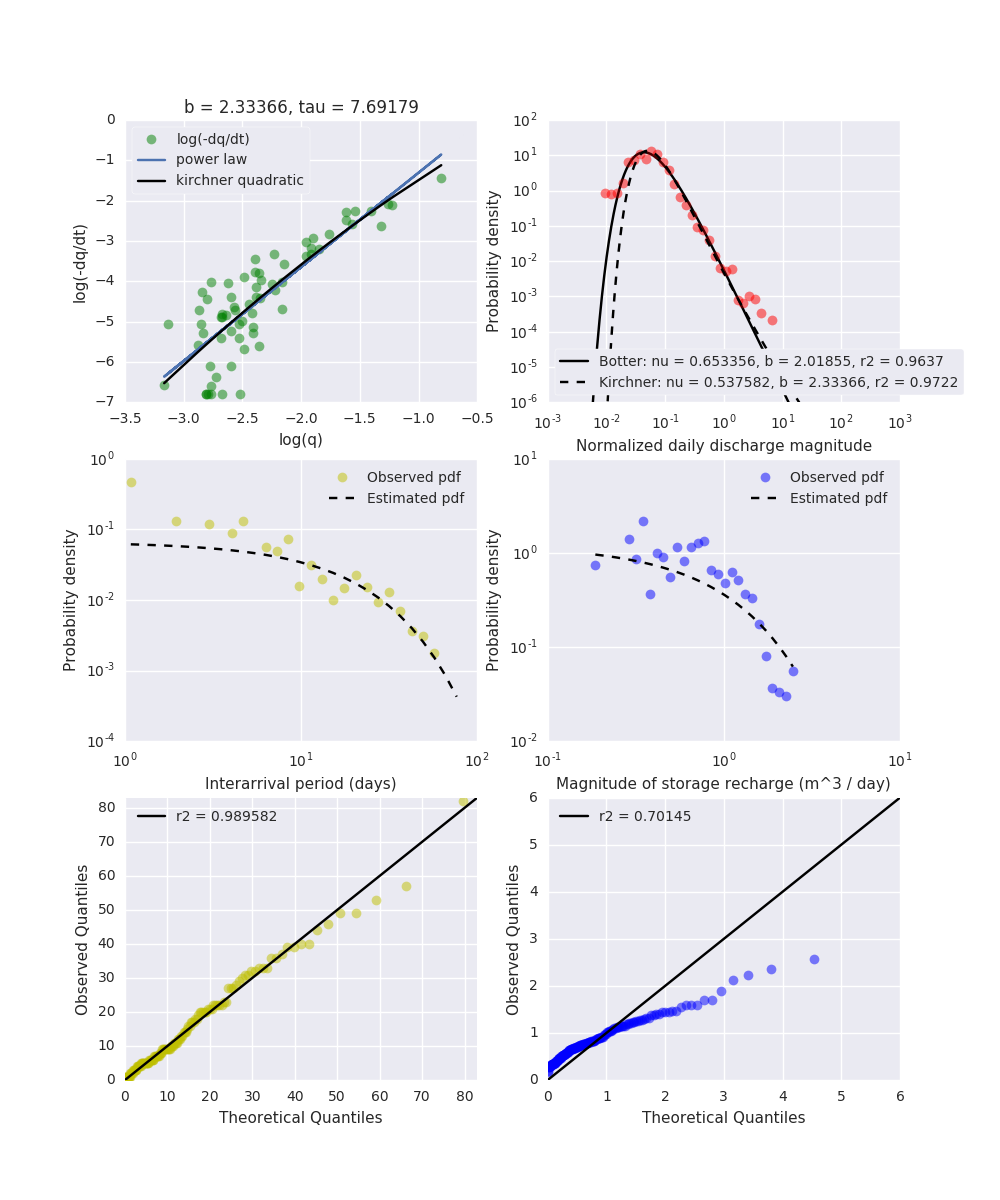 b = 2.33366, tau = 7.69179
log(-dq/dt)
power law
kirchner quadratic
0
−1
−2
−3
−4
−5
−6
−7
log(-dq/dt)
−3.5 −3.0 −2.5 −2.0 −1.5 −1.0 −0.5
log(q)
10^2
10^1
10^0
10^-1
10^-2
10^-3
10^-4
10^-5
10^-6
Probability density
Botter: nu = 0.653356, b = 2.01855, r2 = 0.9637
Kirchner: nu = 0.537582, b = 2.33366, r2 = 0.9722
10^-3 10^-2 10^-1 10^0 10^1 10^2 10^3
Normalized daily discharge magnitude
Observed pdf
Estimated pdf
10^0
10^-1
10^-2
10^-3
10^-4
Probability density
10^0 10^1 10^2
Interarrival period (days)
Observed pdf
Estimated pdf
10^1
10^0
10^-1
10^-2
Probability density
10^-1 10^0 10^1
Magnitude of storage recharge (m^3 / day)
r2 = 0.989582
80
70
60
50
40
30
20
10
0
Observed Quantiles
0 10 20 30 40 50 60 70 80
Theoretical Quantiles
r2 = 0.70145
6
5
4
3
2
1
0
Observed Quantiles
0 1 2 3 4 5 6
Theoretical Quantiles